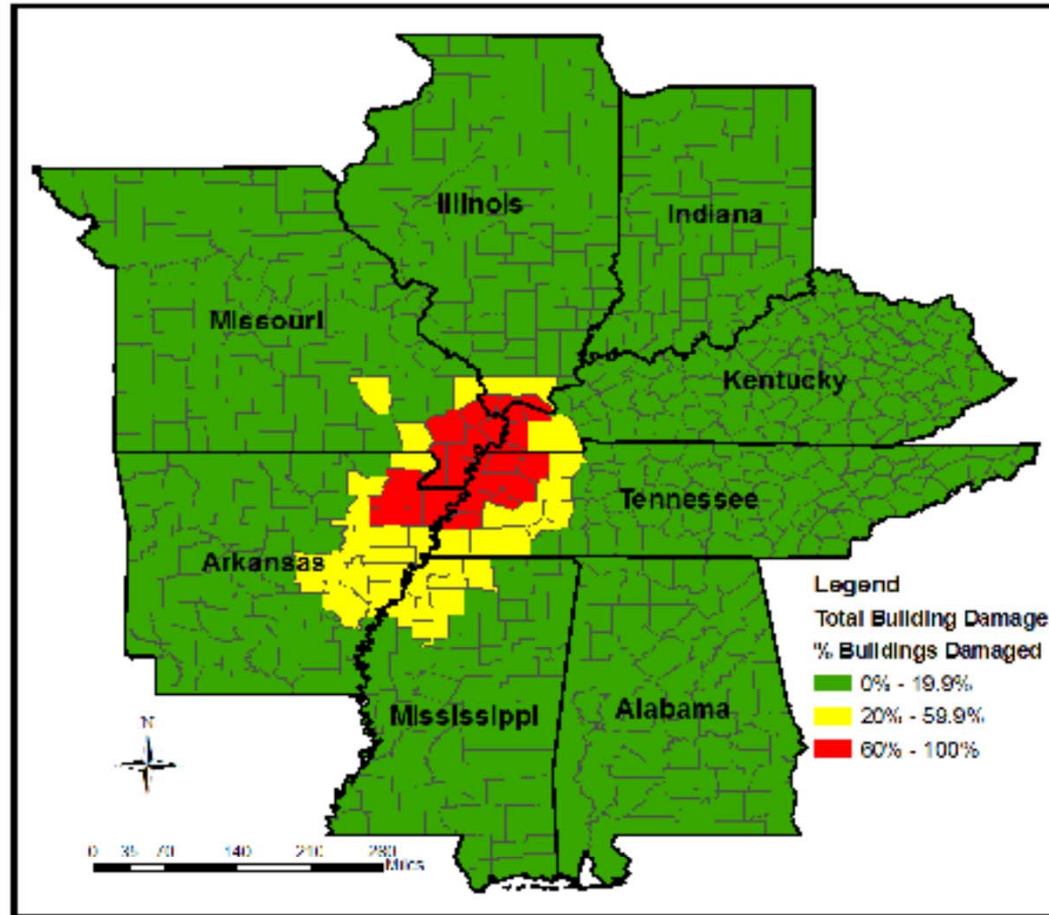 Illinois
Indiana
Missouri
Kentucky
Tennessee
Arkansas
Legend
Total Building Damage
% Buildings Damaged
0% - 19.9%
20% - 59.9%
60% - 100%
Mississippi
Alabama
N
0 35 70 140 210 280
Miles